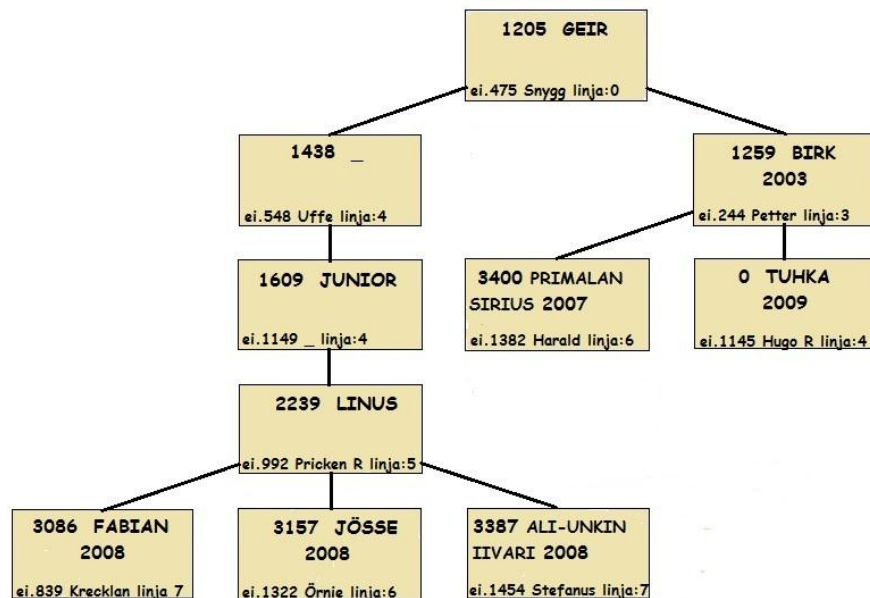 1205 GEIR
ei.475 Snygg linja:0
1438 _
ei.548 Uffe linja:4
1259 BIRK
2003
ei.244 Petter linja:3
1609 JUNIOR
ei.1149 _ linja:4
3400 PRIMALAN
SIRIUS 2007
ei.1382 Harald linja:6
0 TUHKA
2009
ei.1145 Hugo R linja:4
2239 LINUS
ei.992 Pricken R linja:5
3086 FABIAN
2008
ei.839 Krecklan linja 7
3157 JÖSSE
2008
ei.1322 Örnie linja:6
3387 ALI-UNKIN
IIVARI 2008
ei.1454 Stefanus linja:7